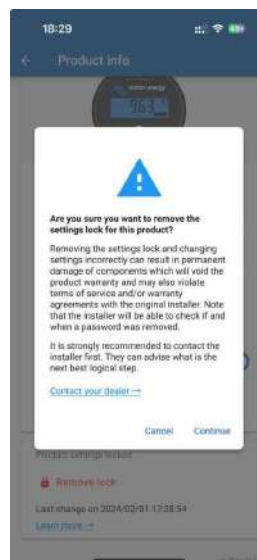 18:29
Product info
victron energy
963
Are you sure you want to remove the
settings lock for this product?
Removing the settings lock and changing
settings incorrectly can result in permanent
damage of components which will void the
product warranty and may also violate
terms of service and/or warranty
agreements with the original installer. Note
that the installer will be able to check if and
when a password was removed.
It is strongly recommended to contact the
installer first. They can advise what is the
next best logical step.
Contact your dealer →
Cancel Continue
Product settings locked
Remove lock
Last change on 2024/02/01 17:38:54
Learn more →